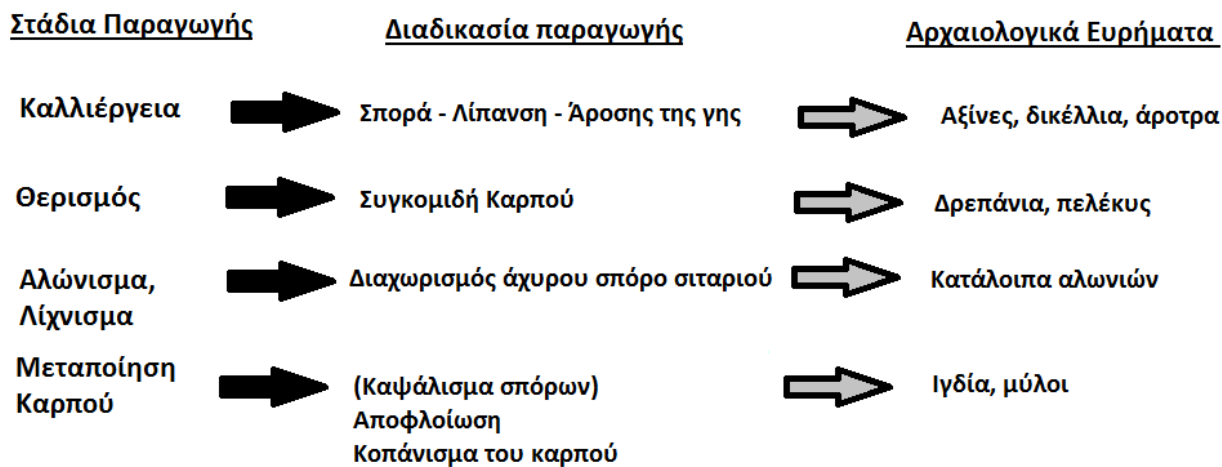 Στάδια Παραγωγής
Διαδικασία παραγωγής
Αρχαιολογικά Ευρήματα
Καλλιέργεια
Σπορά - Λίπανση - Άροσης της γης
Αξίνες, δικέλλια, άροτρα
Θερισμός
Συγκομιδή Καρπού
Δρεπάνια, πελέκυς
Αλώνισμα,
Λίχνισμα
Διαχωρισμός άχυρου σπόρο σιταριού
Κατάλοιπα αλωνιών
Μεταποίηση
Καρπού
(Καψάλισμα σπόρων)
Αποφλοίωση
Κοπάνισμα του καρπού
Ιγδία, μύλοι